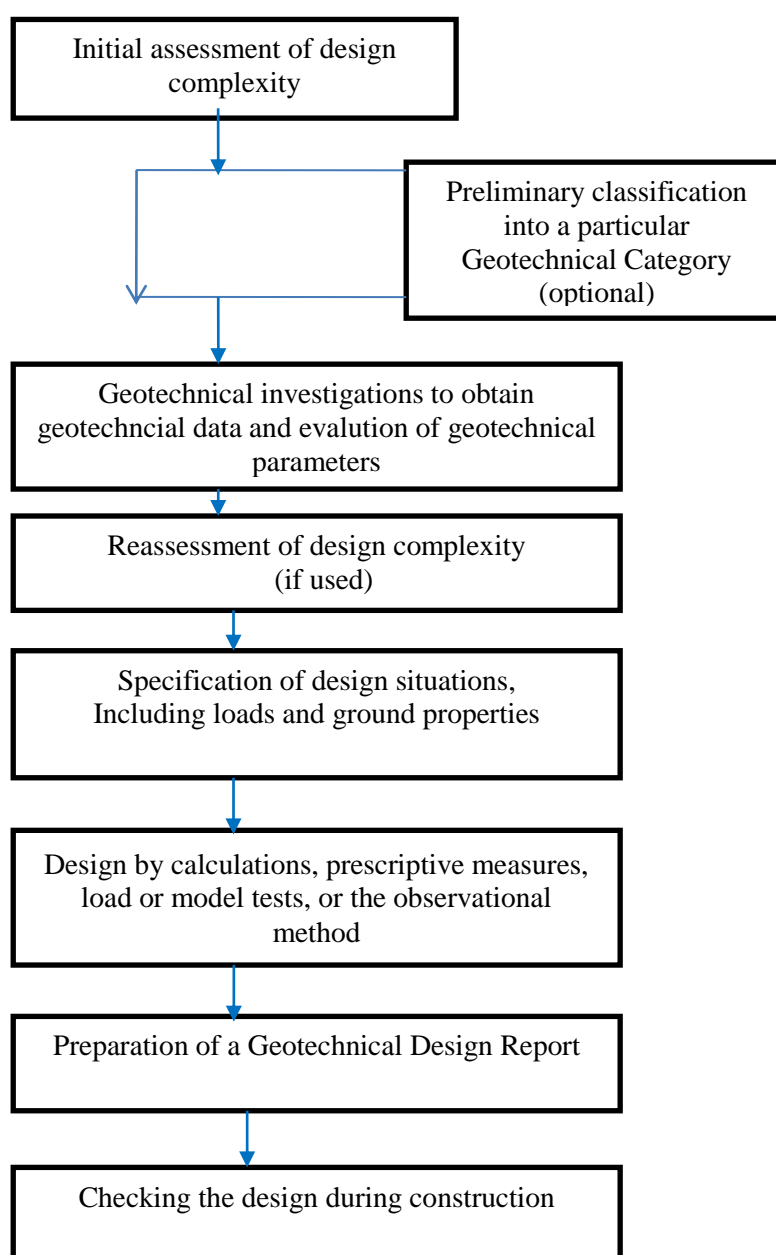 Initial assessment of design
complexity
Preliminary classification
into a particular
Geotechnical Category
(optional)
Geotechnical investigations to obtain
geotechncial data and evalution of geotechnical
parameters
Reassessment of design complexity
(if used)
Specification of design situations,
Including loads and ground properties
Design by calculations, prescriptive measures,
load or model tests, or the observational
method
Preparation of a Geotechnical Design Report
Checking the design during construction